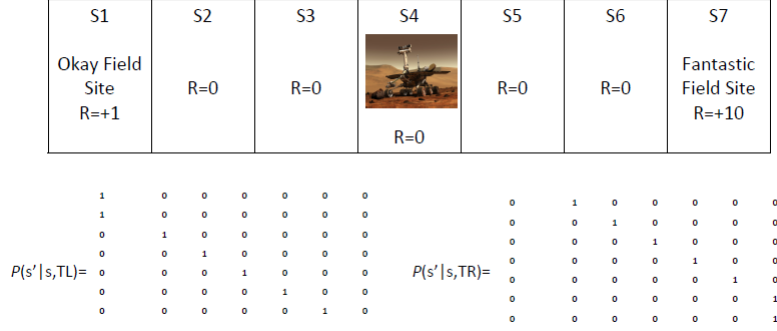 S1 S2 S3 S4 S5 S6 S7
Okay Field Site R=+1
R=0
R=0
R=0
R=0
R=0
Fantastic Field Site R=+10
P(s'|s,TL)=
1 0 0 0 0 0 0
1 0 0 0 0 0 0
0 1 0 0 0 0 0
0 0 1 0 0 0 0
0 0 0 1 0 0 0
0 0 0 0 1 0 0
0 0 0 0 0 1 0
P(s'|s,TR)=
0 1 0 0 0 0 0
0 0 1 0 0 0 0
0 0 0 1 0 0 0
0 0 0 0 1 0 0
0 0 0 0 0 1 0
0 0 0 0 0 0 1
0 0 0 0 0 0 1